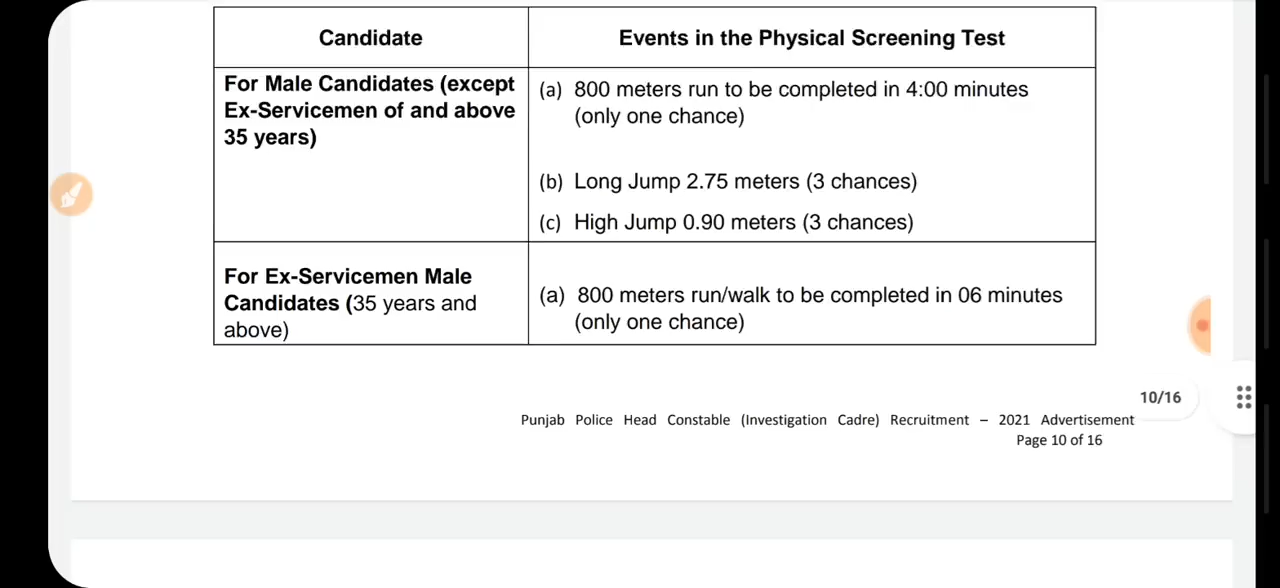 Candidate
Events in the Physical Screening Test
For Male Candidates (except
Ex-Servicemen of and above
35 years)
(a) 800 meters run to be completed in 4:00 minutes
(only one chance)
(b) Long Jump 2.75 meters (3 chances)
(c) High Jump 0.90 meters (3 chances)
For Ex-Servicemen Male
Candidates (35 years and
above)
(a) 800 meters run/walk to be completed in 06 minutes
(only one chance)
10/16
Punjab Police Head Constable (Investigation Cadre) Recruitment – 2021 Advertisement
Page 10 of 16